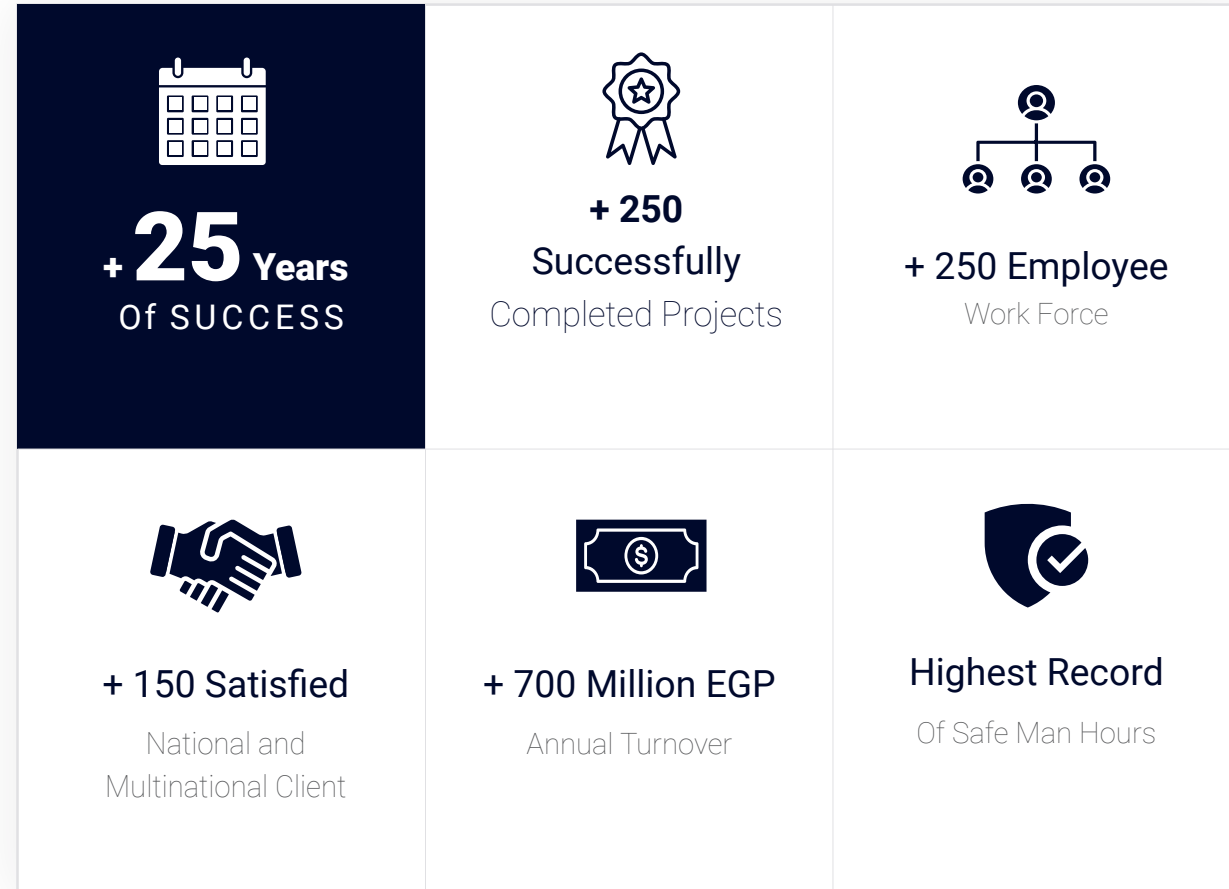 + 25 Years
Of SUCCESS
+ 250
Successfully
Completed Projects
+ 250 Employee
Work Force
+ 150 Satisfied
National and
Multinational Client
+ 700 Million EGP
Annual Turnover
Highest Record
Of Safe Man Hours